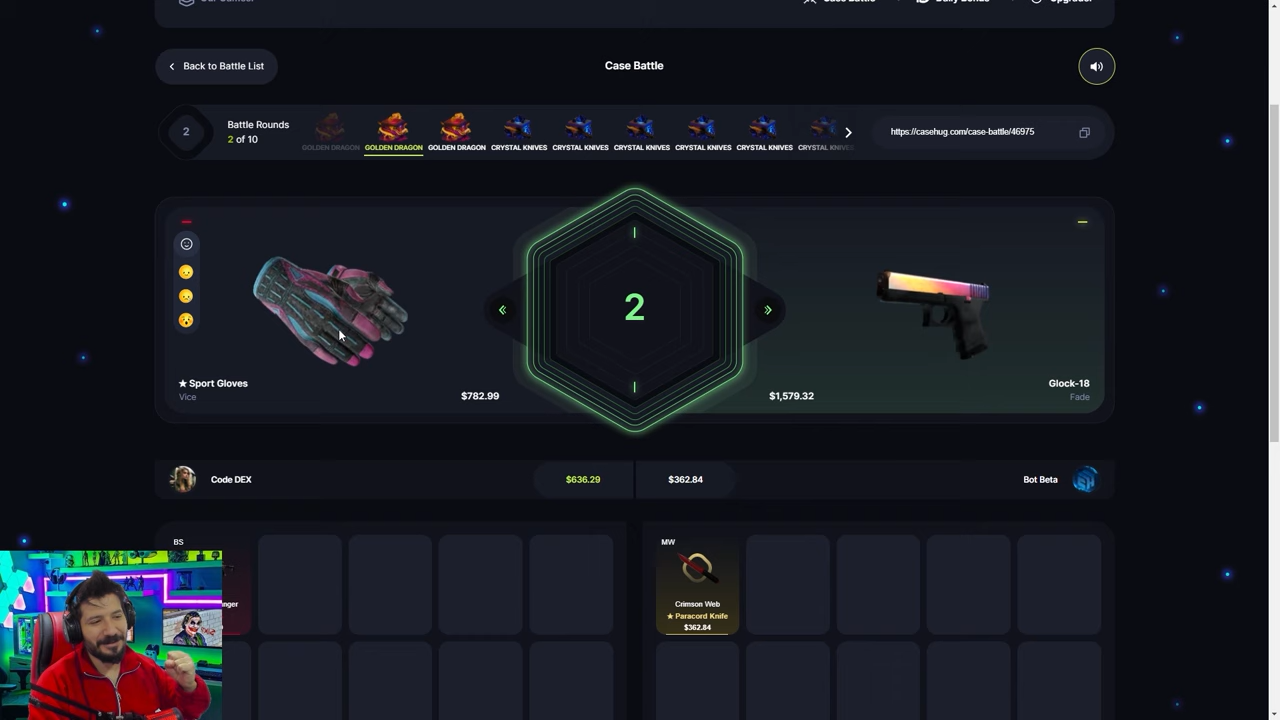 Back to Battle List
Case Battle
2
Battle Rounds
2 of 10
GOLDEN DRAGON
GOLDEN DRAGON
GOLDEN DRAGON
CRYSTAL KNIVES
CRYSTAL KNIVES
CRYSTAL KNIVES
CRYSTAL KNIVES
CRYSTAL KNIVES
CRYSTAL KNIVES
https://casehug.com/case-battle/46975
★ Sport Gloves
Vice
$782.99
2
$1,579.32
Glock-18
Fade
Code DEX
$636.29
$362.84
Bot Beta
BS
MW
Crimson Web
★ Paracord Knife
$362.84